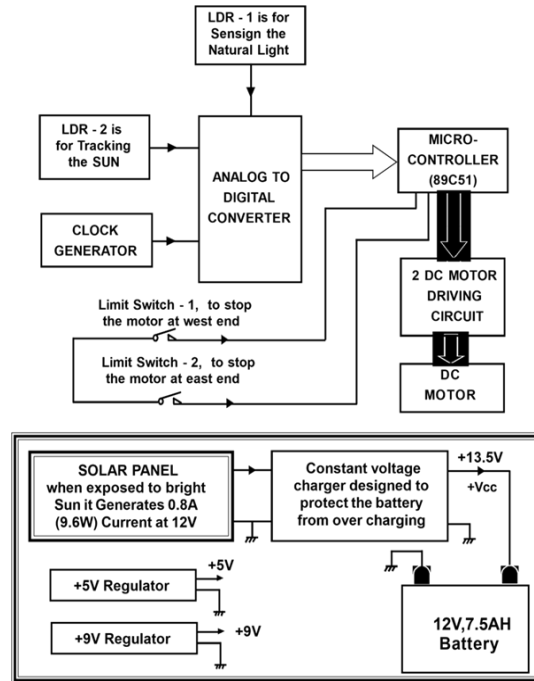 LDR - 1 is for
Sensign the
Natural Light
LDR - 2 is
for Tracking
the SUN
ANALOG TO
DIGITAL
CONVERTER
MICRO-
CONTROLLER
(89C51)
CLOCK
GENERATOR
2 DC MOTOR
DRIVING
CIRCUIT
Limit Switch - 1, to stop
the motor at west end
Limit Switch - 2, to stop
the motor at east end
DC
MOTOR
SOLAR PANEL
when exposed to bright
Sun it Generates 0.8A
(9.6W) Current at 12V
Constant voltage
charger designed to
protect the battery
from over charging
+13.5V
+Vcc
+5V Regulator
+5V
+9V Regulator
+9V
12V,7.5AH
Battery